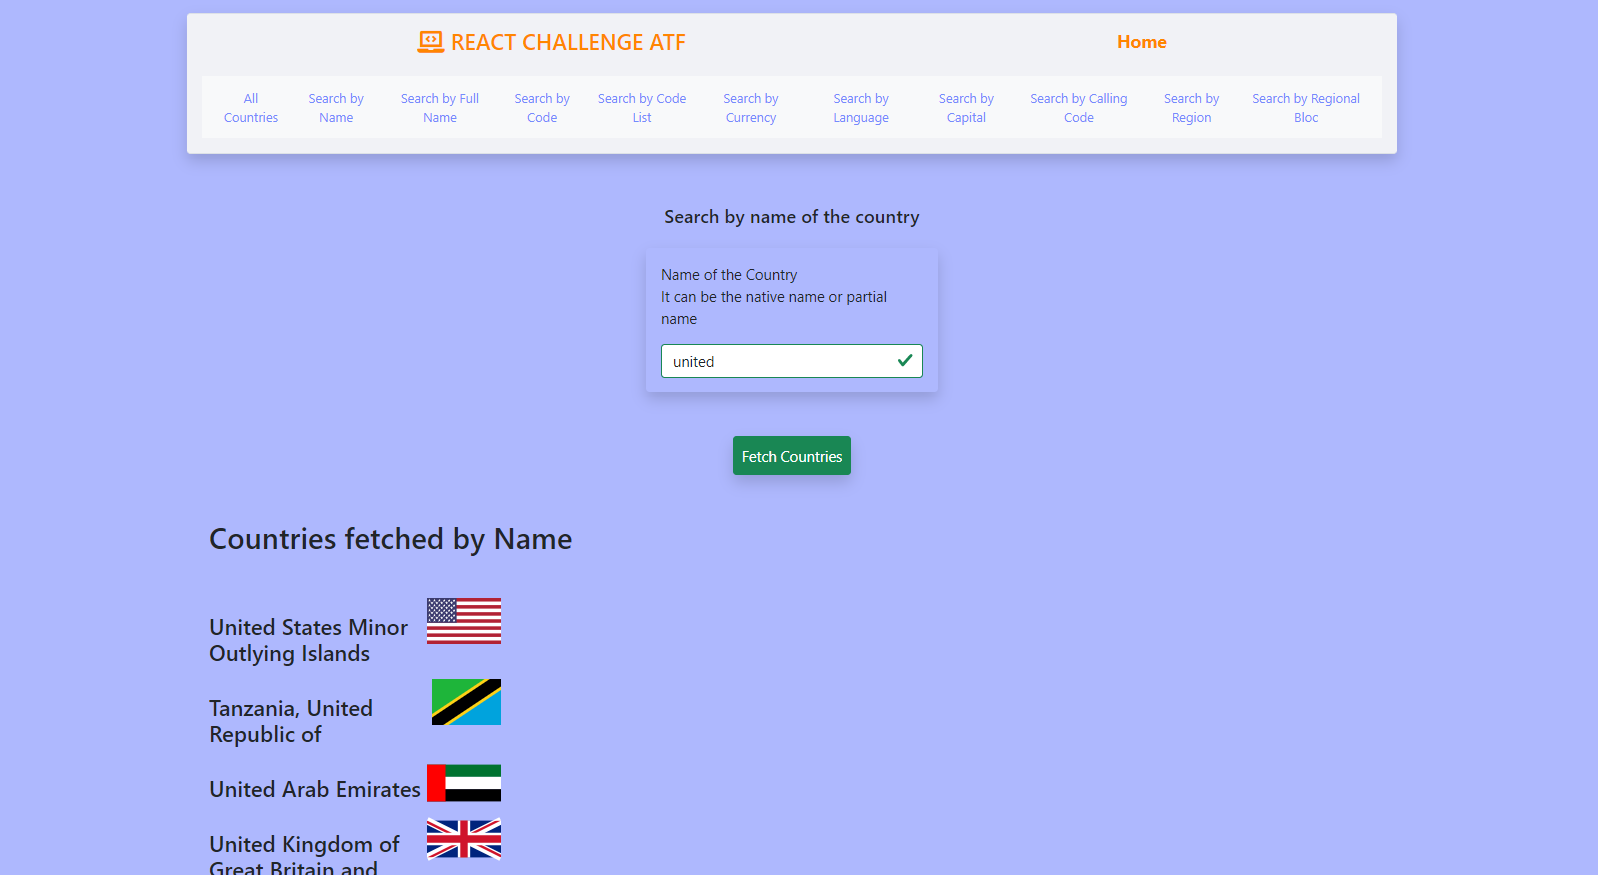 REACT CHALLENGE ATF
Home
All Countries
Search by Name
Search by Full Name
Search by Code
Search by Code List
Search by Currency
Search by Language
Search by Capital
Search by Calling Code
Search by Region
Search by Regional Bloc
Search by name of the country
Name of the Country
It can be the native name or partial
name
united
Fetch Countries
Countries fetched by Name
United States Minor
Outlying Islands
Tanzania, United
Republic of
United Arab Emirates
United Kingdom of
Great Britain and